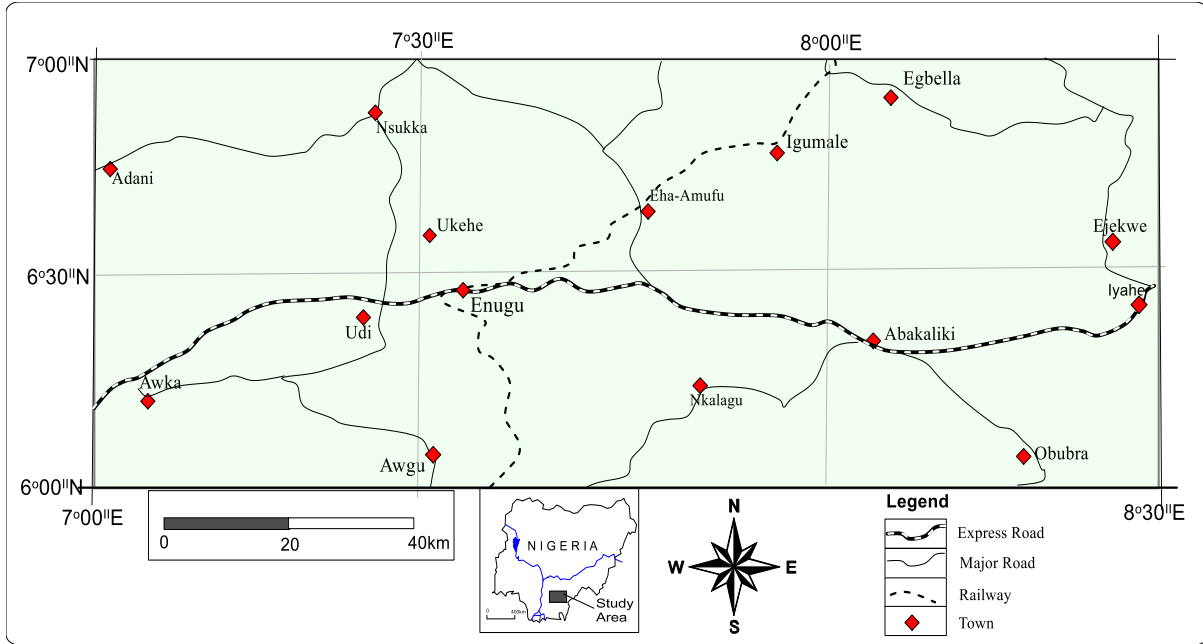 7°30ᴵᴵE
8°00ᴵᴵE
7°00ᴵᴵN
Egbella
Nsukka
Igumale
Adani
Eha-Amufu
Ukehe
Ejekwe
6°30ᴵᴵN
Iyahe
Enugu
Udi
Abakaliki
Awka
Nkalagu
Awgu
Obubra
6°00ᴵᴵN
7°00ᴵᴵE
8°30ᴵᴵE
0 20 40km
NIGERIA
0 400km
Study
Area
N
W E
S
Legend
Express Road
Major Road
Railway
Town